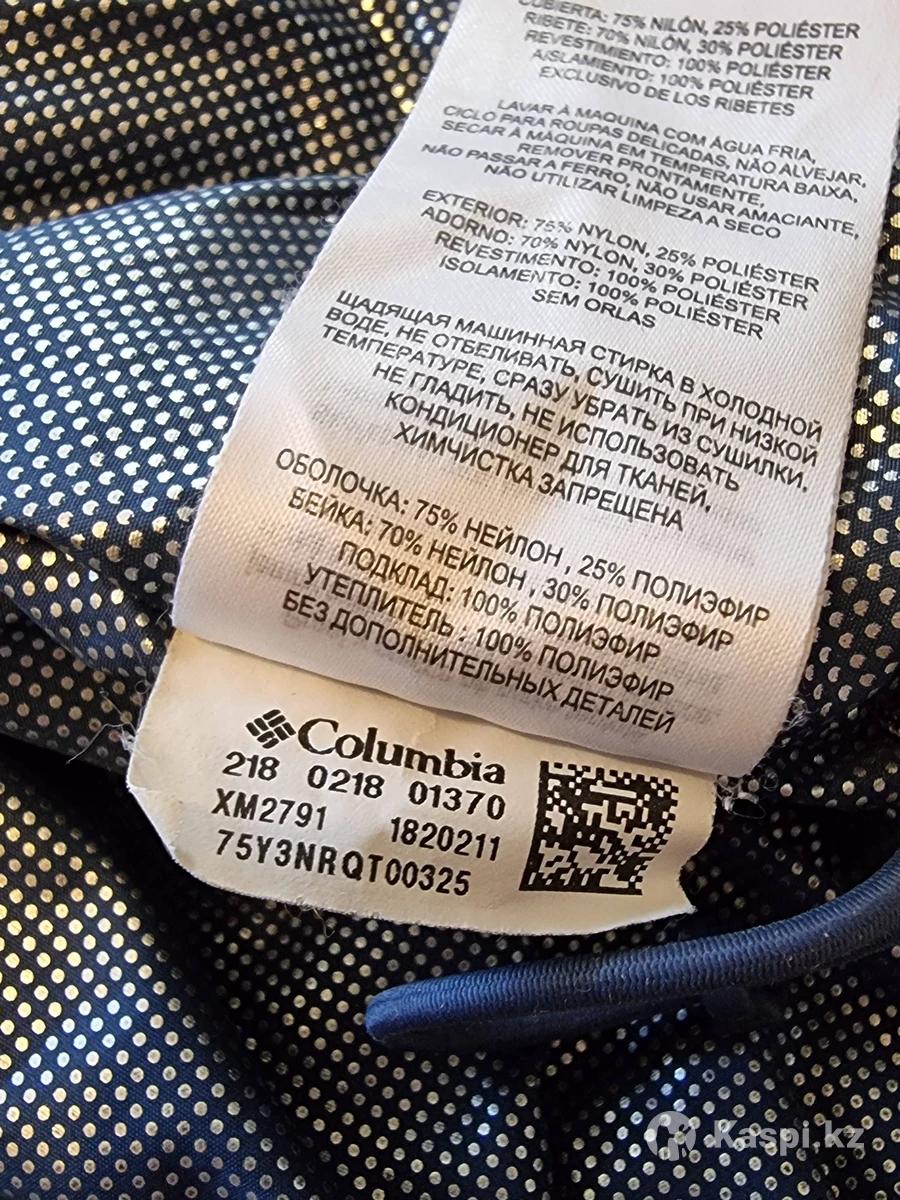 CUBIERTA: 75% NILÓN, 25% POLIÉSTER
RIBETE: 70% NILÓN, 30% POLIÉSTER
REVESTIMIENTO: 100% POLIÉSTER
AISLAMIENTO: 100% POLIÉSTER
EXCLUSIVO DE LOS RIBETES
LAVAR À MAQUINA COM ÁGUA FRIA,
CICLO PARA ROUPAS DELICADAS, NÃO ALVEJAR,
SECAR À MÁQUINA EM TEMPERATURA BAIXA,
REMOVER PRONTAMENTE,
NÃO PASSAR A FERRO, NÃO USAR AMACIANTE,
NÃO UTILIZAR LIMPEZA A SECO
EXTERIOR: 75% NYLON, 25% POLIÉSTER
ADORNO: 70% NYLON, 30% POLIÉSTER
REVESTIMENTO: 100% POLIÉSTER
ISOLAMENTO: 100% POLIÉSTER
SEM ORLAS
ЩАДЯЩАЯ МАШИННАЯ СТИРКА В ХОЛОДНОЙ
ВОДЕ, НЕ ОТБЕЛИВАТЬ, СУШИТЬ ПРИ НИЗКОЙ
ТЕМПЕРАТУРЕ, СРАЗУ УБРАТЬ ИЗ СУШИЛКИ,
НЕ ГЛАДИТЬ, НЕ ИСПОЛЬЗОВАТЬ
КОНДИЦИОНЕР ДЛЯ ТКАНЕЙ,
ХИМЧИСТКА ЗАПРЕЩЕНА
ОБОЛОЧКА: 75% НЕЙЛОН , 25% ПОЛИЭФИР
БЕЙКА: 70% НЕЙЛОН , 30% ПОЛИЭФИР
ПОДКЛАД: 100% ПОЛИЭФИР
УТЕПЛИТЕЛЬ : 100% ПОЛИЭФИР
БЕЗ ДОПОЛНИТЕЛЬНЫХ ДЕТАЛЕЙ
Columbia
218 0218 01370
XM2791 1820211
75Y3NRQT00325
Kaspi.kz